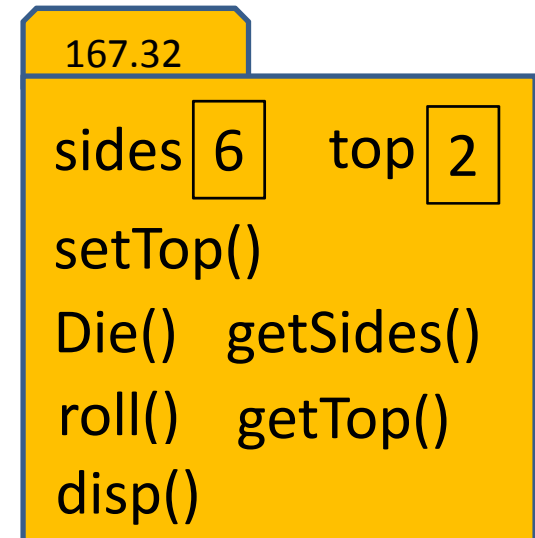 167.32
sides 6 top 2
setTop()
Die() getSides()
roll() getTop()
disp()